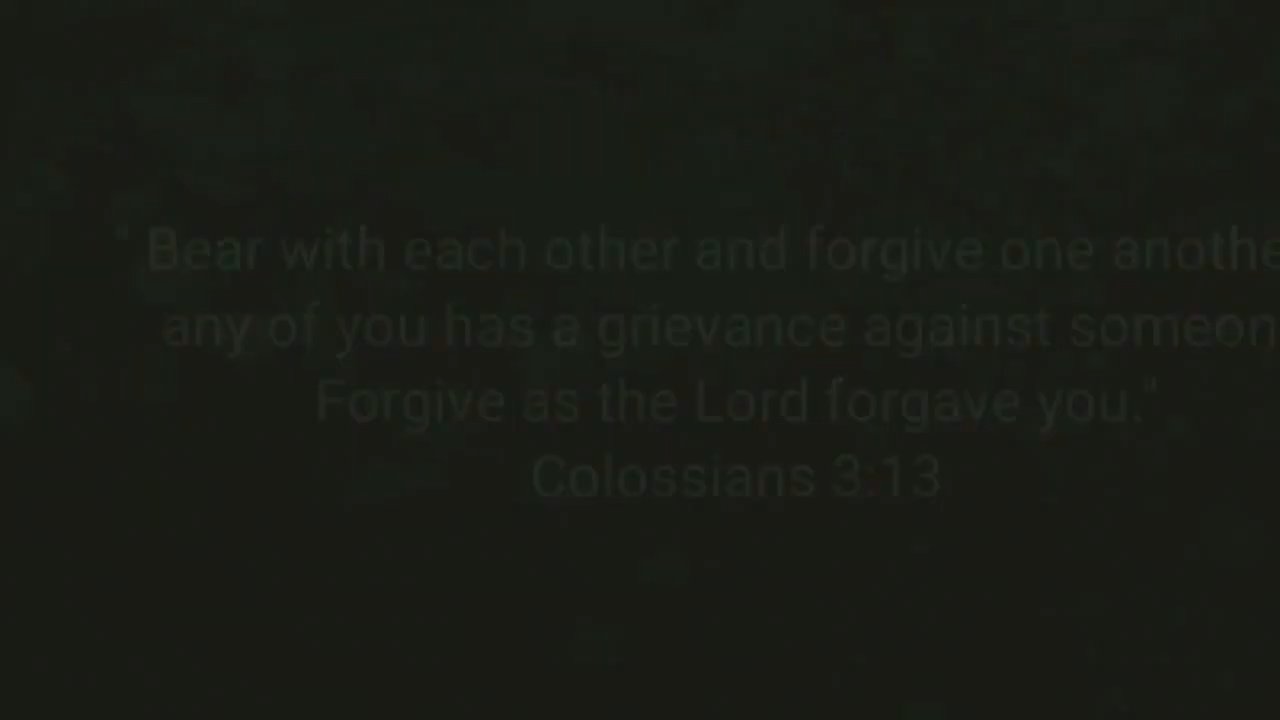 " Bear with each other and forgive one anothe
any of you has a grievance against someon
Forgive as the Lord forgave you."
Colossians 3:13